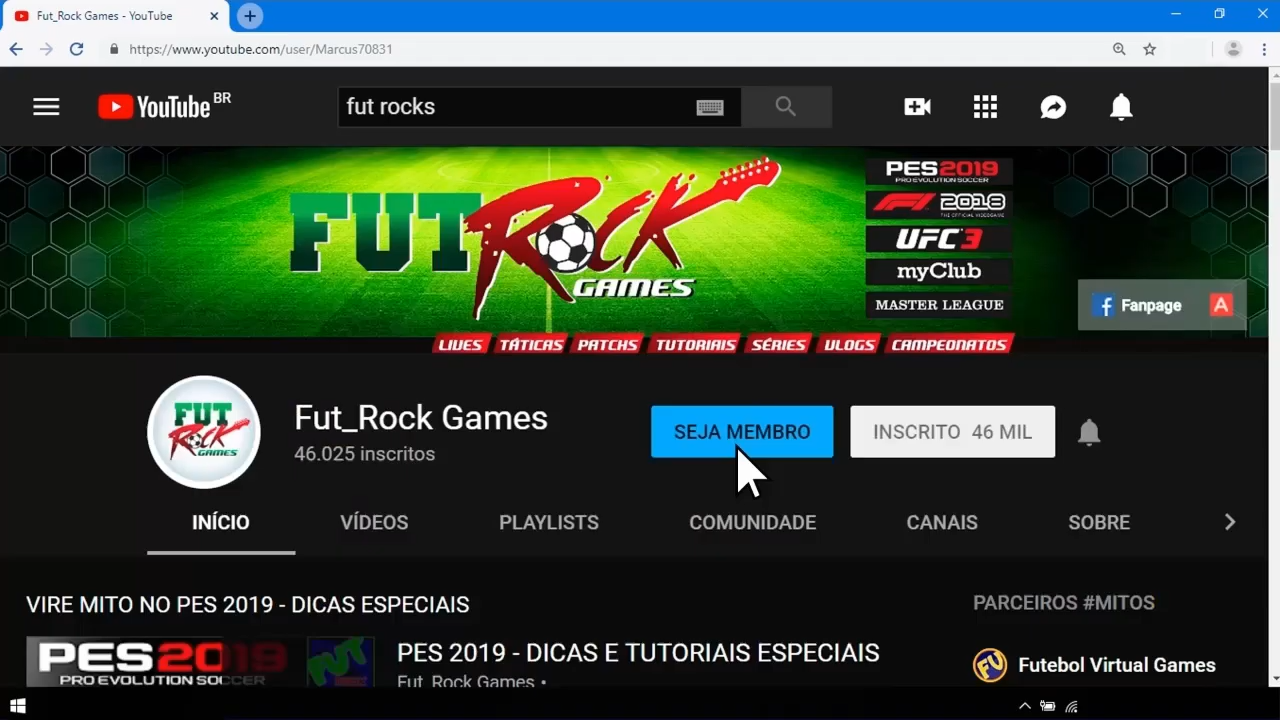 Fut_Rock Games - YouTube
https://www.youtube.com/user/Marcus70831
YouTube BR
fut rocks
FUT ROCK GAMES
PES2019
PRO EVOLUTION SOCCER
F1 2018
THE OFFICIAL VIDEOGAME
UFC 3
myClub
MASTER LEAGUE
Fanpage
LIVES TÁTICAS PATCHS TUTORIAIS SÉRIES VLOGS CAMPEONATOS
FUT ROCK GAMES
Fut_Rock Games
46.025 inscritos
SEJA MEMBRO
INSCRITO 46 MIL
INÍCIO VÍDEOS PLAYLISTS COMUNIDADE CANAIS SOBRE
VIRE MITO NO PES 2019 - DICAS ESPECIAIS
PARCEIROS #MITOS
PES2019
PRO EVOLUTION SOCCER
FUT
PES 2019 - DICAS E TUTORIAIS ESPECIAIS
Fut_Rock Games •
FV
Futebol Virtual Games